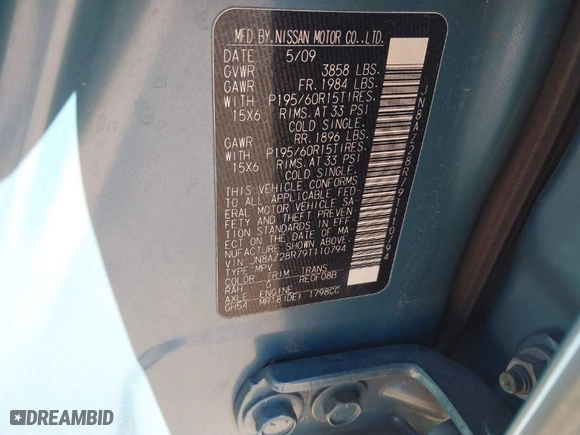 MFD.BY.NISSAN MOTOR CO.,LTD.
DATE 5/09
GVWR 3858 LBS.
GAWR FR. 1984 LBS.
WITH P195/60R15TIRES.
15X6 RIMS. AT 33 PSI
COLD SINGLE.
GAWR RR. 1896 LBS.
WITH P195/60R15TIRES.
15X6 RIMS. AT 33 PSI
COLD SINGLE.
THIS VEHICLE CONFORMS
TO ALL APPLICABLE FED-
ERAL MOTOR VEHICLE SA-
FETY AND THEFT PREVEN-
TION STANDARDS IN EFF-
ECT ON THE DATE OF MA-
NUFACTURE SHOWN ABOVE.
VIN:JN8AZ28R79T110794
TYPE:MPV
COLOR TRIM TRANS
RAH G RE0F08B
AXLE ENGINE
GH54 MR18(DE) 1798CC
JN8AZ28R79T110794
DREAMBID